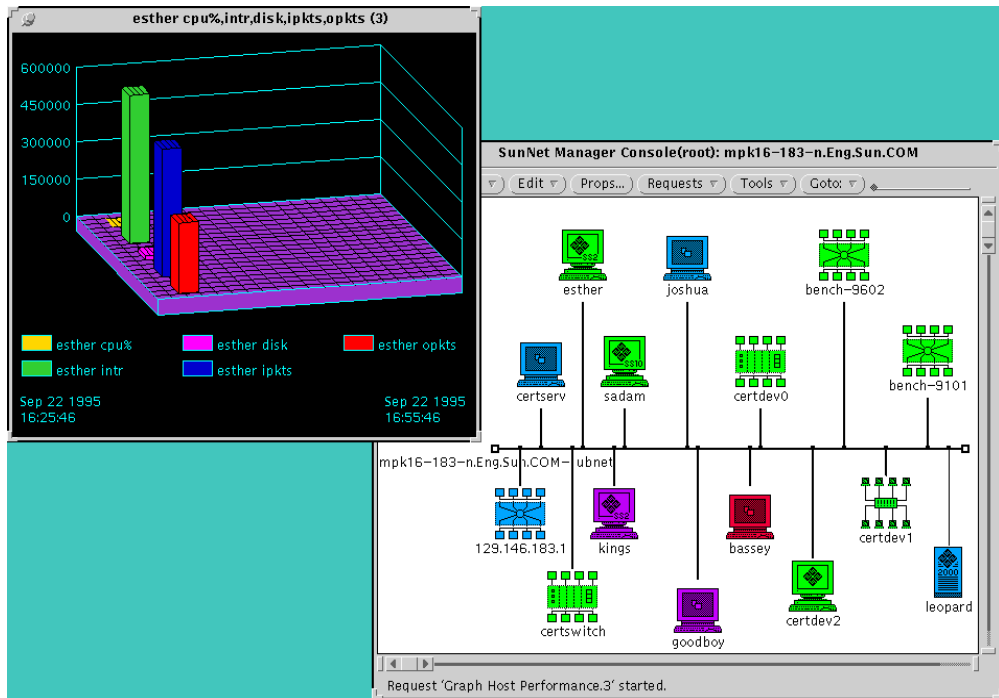 esther cpu%,intr,disk,ipkts,opkts (3)
600000
450000
300000
150000
0
esther cpu%
esther disk
esther opkts
esther intr
esther ipkts
Sep 22 1995
16:25:46
Sep 22 1995
16:55:46
SunNet Manager Console(root): mpk16-183-n.Eng.Sun.COM
Edit
Props...
Requests
Tools
Goto:
SS2
esther
joshua
bench-9602
certserv
SS10
sadam
certdev0
bench-9101
mpk16-183-n.Eng.Sun.COM- ubnet
129.146.183.1
SS2
kings
bassey
certdev1
certswitch
goodboy
certdev2
2000
leopard
Request 'Graph Host Performance.3' started.